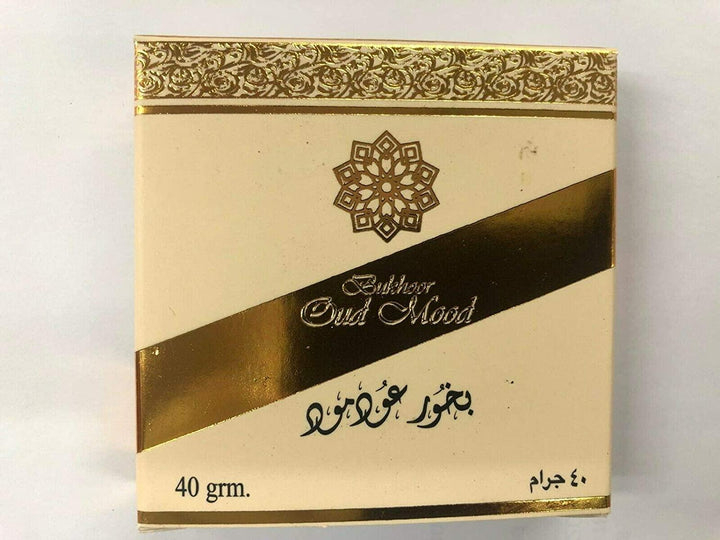 Bukhoor
Oud Mood
بخور عود مود
40 grm.
٤٠ جرام